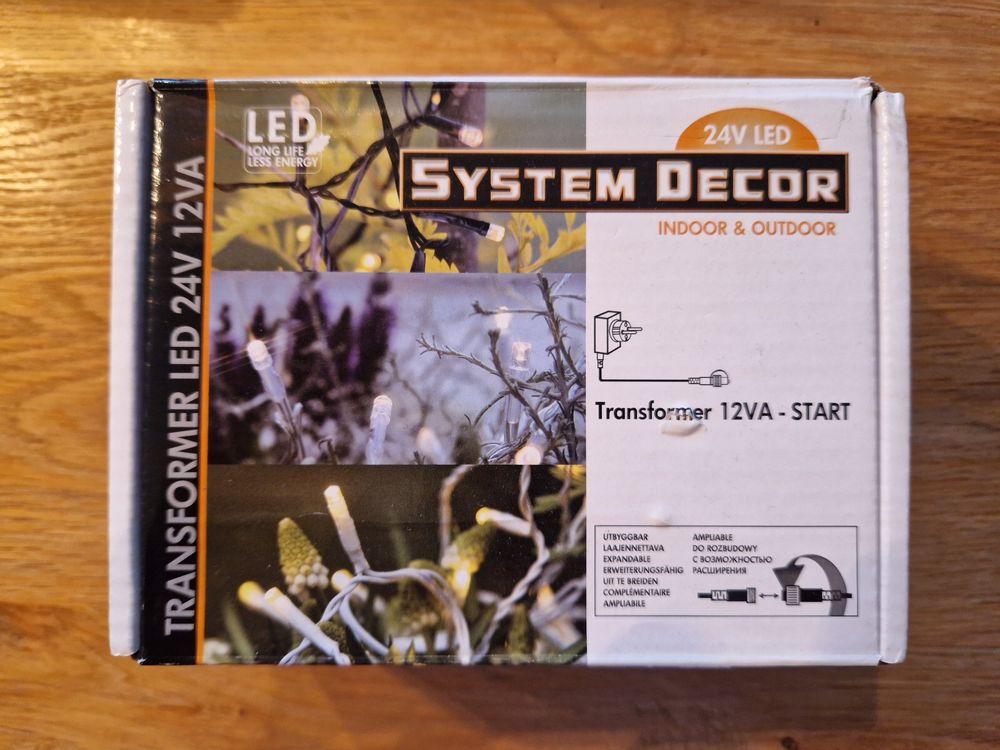 TRANSFORMER LED 24V 12VA
LED
LONG LIFE
LESS ENERGY
24V LED
SYSTEM DECOR
INDOOR & OUTDOOR
Transformer 12VA - START
UTBYGGBAR
LAAJENNETTAVA
EXPANDABLE
ERWEITERUNGSFÄHIG
UIT TE BREIDEN
COMPLÉMENTAIRE
AMPLIABILE
AMPLIABLE
DO ROZBUDOWY
С ВОЗМОЖНОСТЬЮ
РАСШИРЕНИЯ